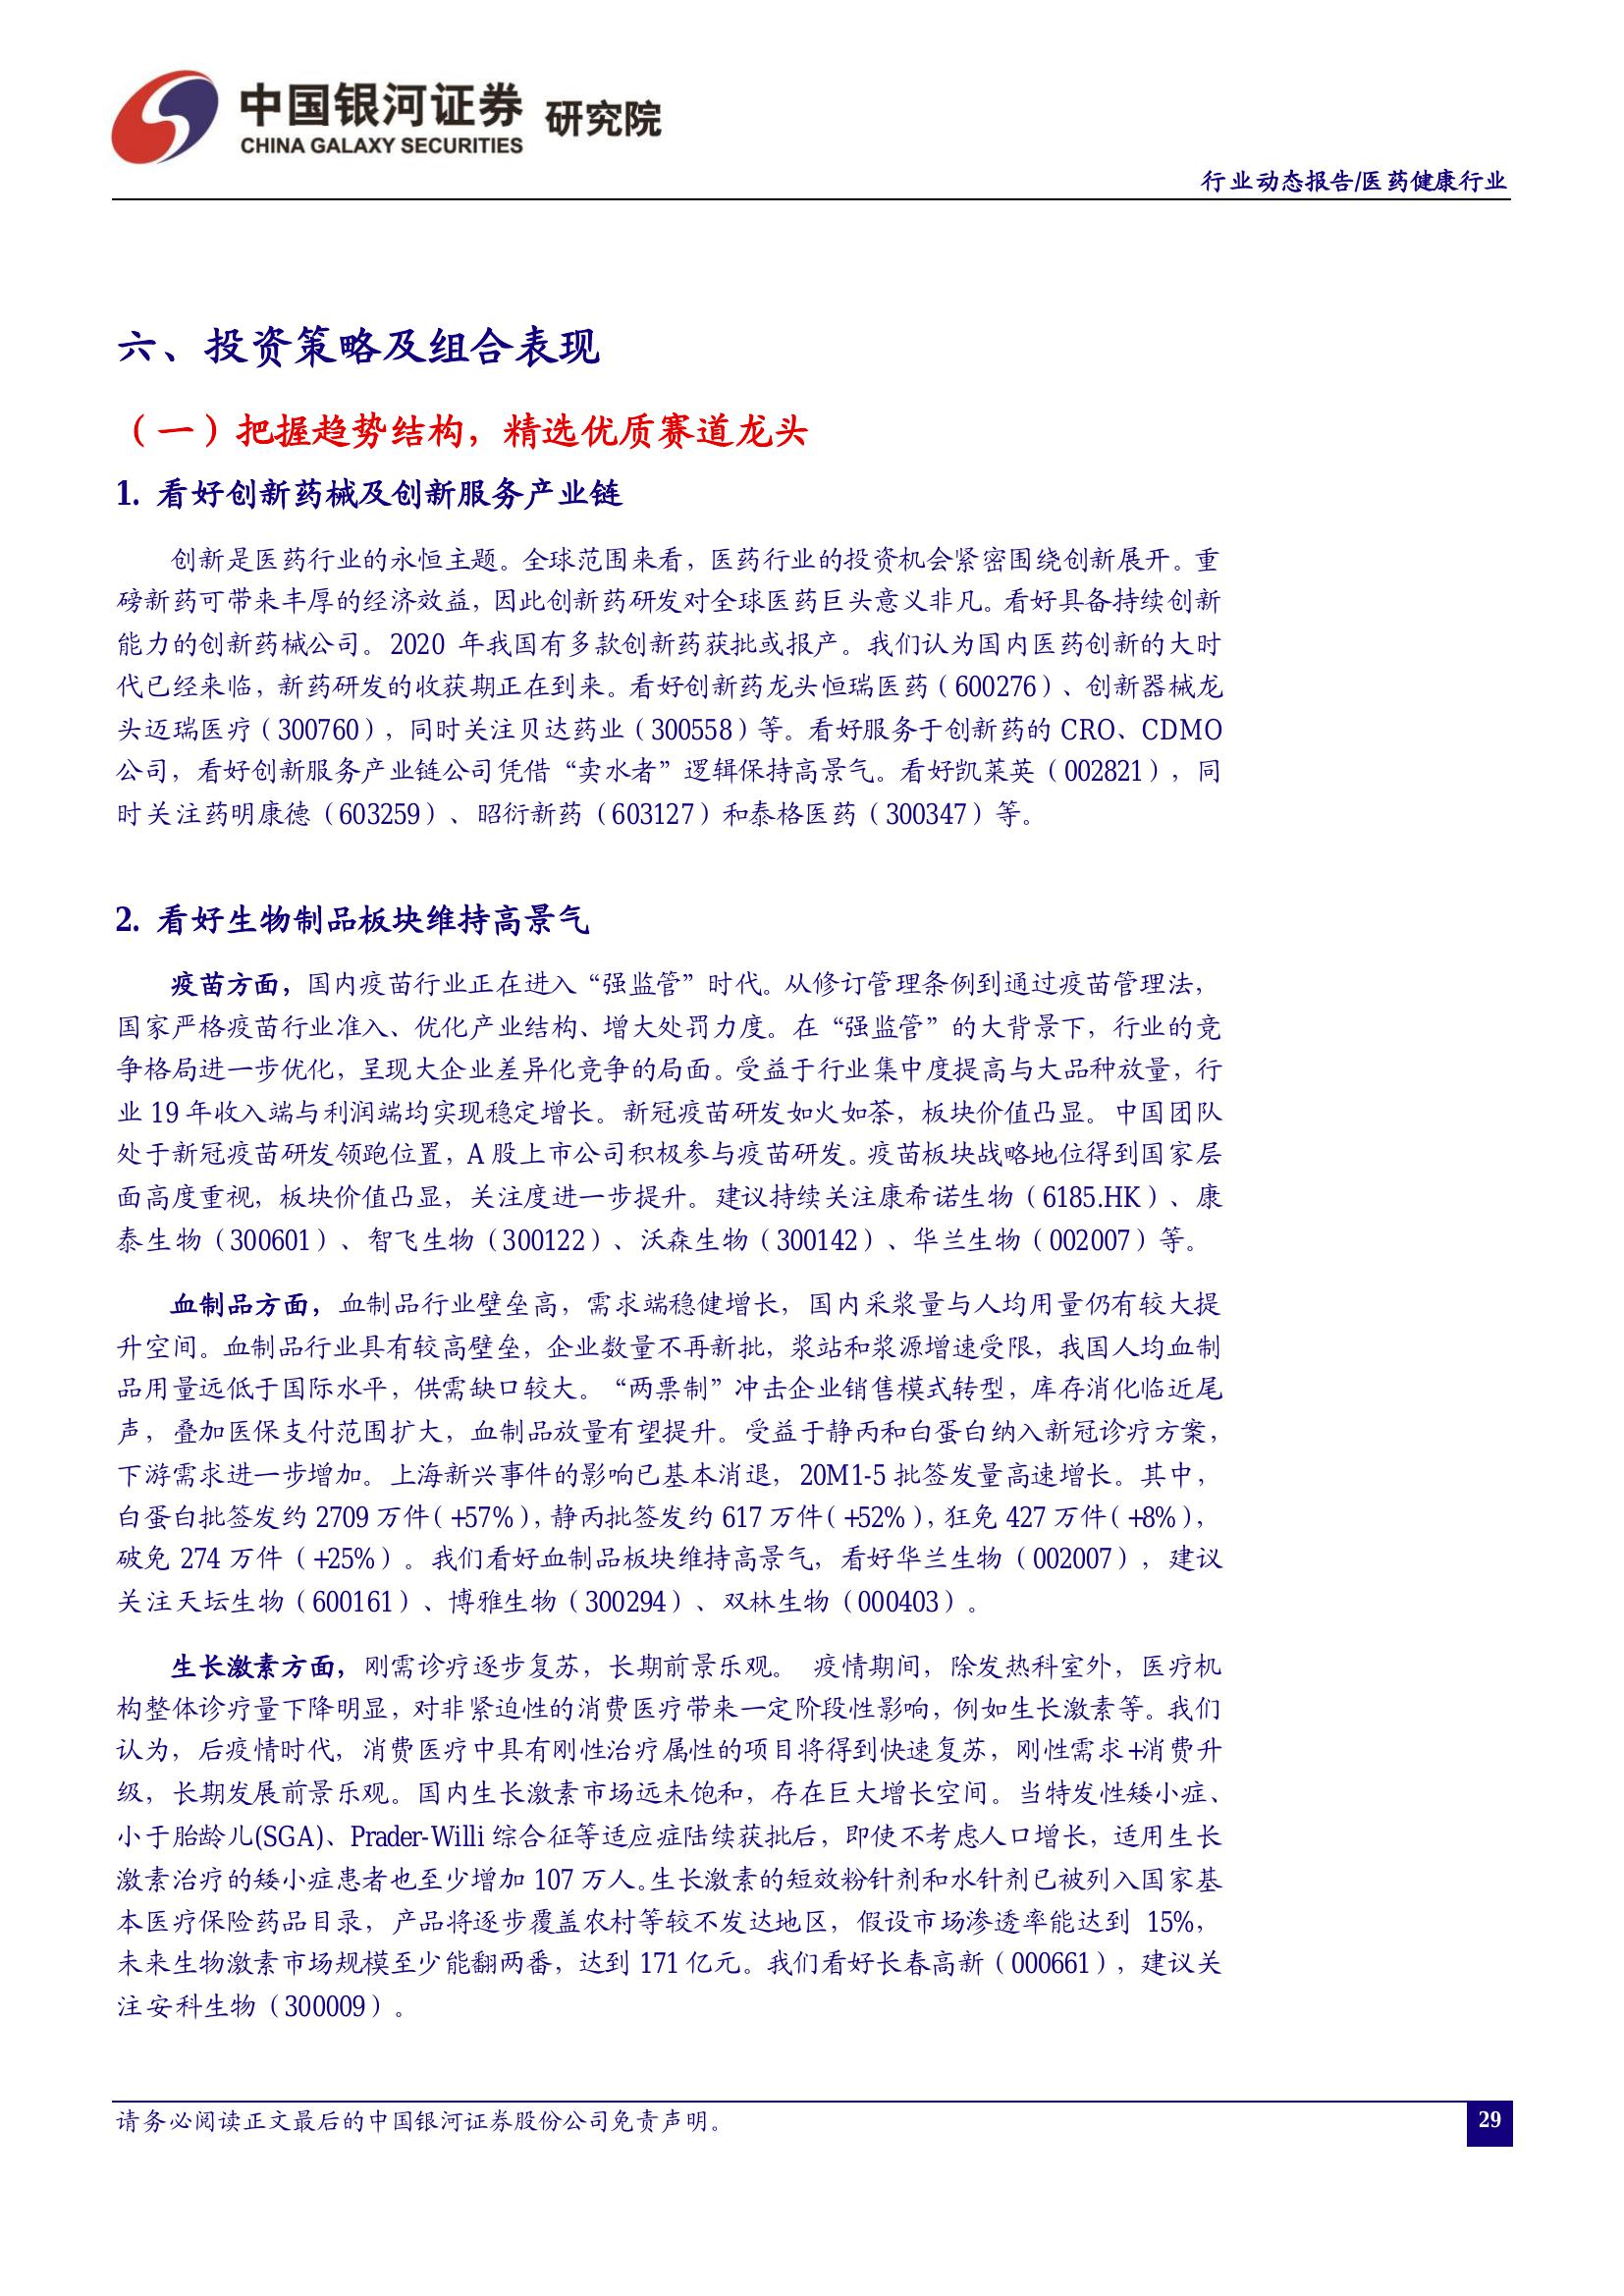 中国银河证券 研究院
CHINA GALAXY SECURITIES
行业动态报告/医药健康行业
六、投资策略及组合表现
（一）把握趋势结构，精选优质赛道龙头
1. 看好创新药械及创新服务产业链
创新是医药行业的永恒主题。全球范围来看，医药行业的投资机会紧密围绕创新展开。重
磅新药可带来丰厚的经济效益，因此创新药研发对全球医药巨头意义非凡。看好具备持续创新
能力的创新药械公司。2020 年我国有多款创新药获批或报产。我们认为国内医药创新的大时
代已经来临，新药研发的收获期正在到来。看好创新药龙头恒瑞医药（600276）、创新器械龙
头迈瑞医疗（300760），同时关注贝达药业（300558）等。看好服务于创新药的 CRO、CDMO
公司，看好创新服务产业链公司凭借“卖水者”逻辑保持高景气。看好凯莱英（002821），同
时关注药明康德（603259）、昭衍新药（603127）和泰格医药（300347）等。
2. 看好生物制品板块维持高景气
疫苗方面，国内疫苗行业正在进入“强监管”时代。从修订管理条例到通过疫苗管理法，
国家严格疫苗行业准入、优化产业结构、增大处罚力度。在“强监管”的大背景下，行业的竞
争格局进一步优化，呈现大企业差异化竞争的局面。受益于行业集中度提高与大品种放量，行
业 19 年收入端与利润端均实现稳定增长。新冠疫苗研发如火如荼，板块价值凸显。中国团队
处于新冠疫苗研发领跑位置，A 股上市公司积极参与疫苗研发。疫苗板块战略地位得到国家层
面高度重视，板块价值凸显，关注度进一步提升。建议持续关注康希诺生物（6185.HK）、康
泰生物（300601）、智飞生物（300122）、沃森生物（300142）、华兰生物（002007）等。
血制品方面，血制品行业壁垒高，需求端稳健增长，国内采浆量与人均用量仍有较大提
升空间。血制品行业具有较高壁垒，企业数量不再新批，浆站和浆源增速受限，我国人均血制
品用量远低于国际水平，供需缺口较大。“两票制”冲击企业销售模式转型，库存消化临近尾
声，叠加医保支付范围扩大，血制品放量有望提升。受益于静丙和白蛋白纳入新冠诊疗方案，
下游需求进一步增加。上海新兴事件的影响已基本消退，20M1-5 批签发量高速增长。其中，
白蛋白批签发约 2709 万件（+57%），静丙批签发约 617 万件（+52%），狂免 427 万件（+8%），
破免 274 万件（+25%）。我们看好血制品板块维持高景气，看好华兰生物（002007），建议
关注天坛生物（600161）、博雅生物（300294）、双林生物（000403）。
生长激素方面，刚需诊疗逐步复苏，长期前景乐观。 疫情期间，除发热科室外，医疗机
构整体诊疗量下降明显，对非紧迫性的消费医疗带来一定阶段性影响，例如生长激素等。我们
认为，后疫情时代，消费医疗中具有刚性治疗属性的项目将得到快速复苏，刚性需求+消费升
级，长期发展前景乐观。国内生长激素市场远未饱和，存在巨大增长空间。当特发性矮小症、
小于胎龄儿(SGA)、Prader-Willi 综合征等适应症陆续获批后，即使不考虑人口增长，适用生长
激素治疗的矮小症患者也至少增加 107 万人。生长激素的短效粉针剂和水针剂已被列入国家基
本医疗保险药品目录，产品将逐步覆盖农村等较不发达地区，假设市场渗透率能达到 15%，
未来生物激素市场规模至少能翻两番，达到 171 亿元。我们看好长春高新（000661），建议关
注安科生物（300009）。
请务必阅读正文最后的中国银河证券股份公司免责声明。
29